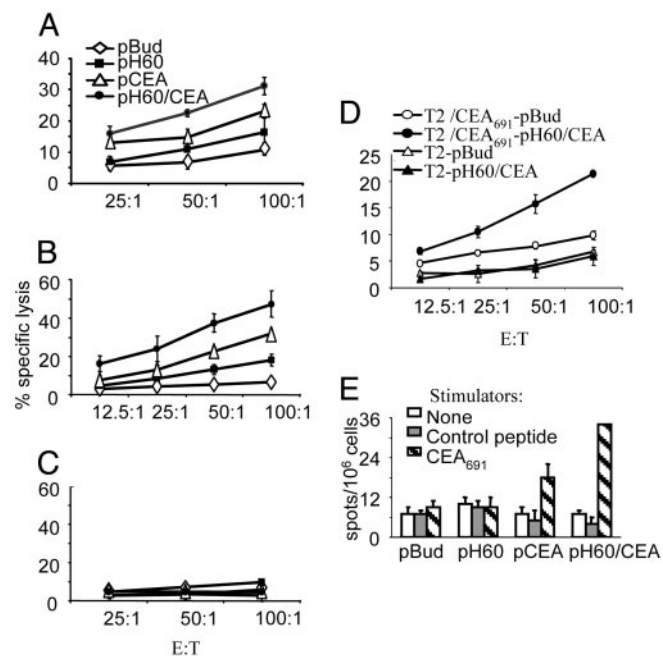 A
pBud
pH60
pCEA
pH60/CEA
40
30
20
10
0
25:1 50:1 100:1
B
60
40
20
0
12.5:1 25:1 50:1 100:1
% specific lysis
C
60
40
20
0
25:1 50:1 100:1
E:T
D
T2 /CEA691-pBud
T2 /CEA691-pH60/CEA
T2-pBud
T2-pH60/CEA
25
20
15
10
5
0
12.5:1 25:1 50:1 100:1
E:T
E
Stimulators:
None
Control peptide
CEA691
36
24
12
0
spots/10^6 cells
pBud pH60 pCEA pH60/CEA